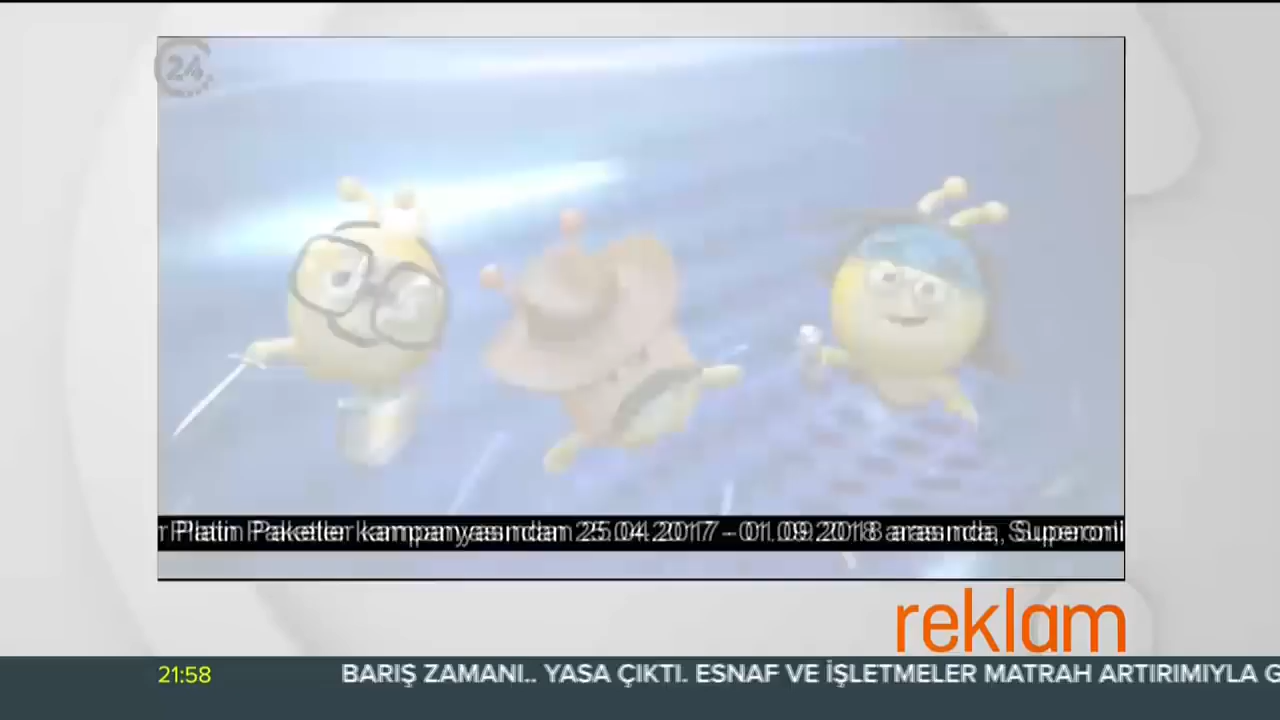 24
r Platin Paketler kampanyasından 25.04.2017 – 01.09.2018 arasında, Superonli
reklam
21:58 BARIŞ ZAMANI.. YASA ÇIKTI. ESNAF VE İŞLETMELER MATRAH ARTIRIMIYLA G